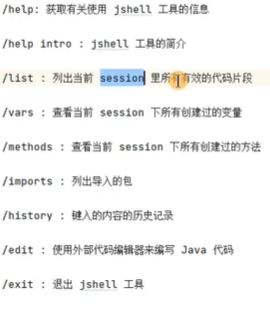 /help: 获取有关使用 jshell 工具的信息
/help intro : jshell 工具的简介
/list : 列出当前 session 里所有有效的代码片段
/vars : 查看当前 session 下所有创建过的变量
/methods : 查看当前 session 下所有创建过的方法
/imports : 列出导入的包
/history : 键入的内容的历史记录
/edit : 使用外部代码编辑器来编写 Java 代码
/exit : 退出 jshell 工具